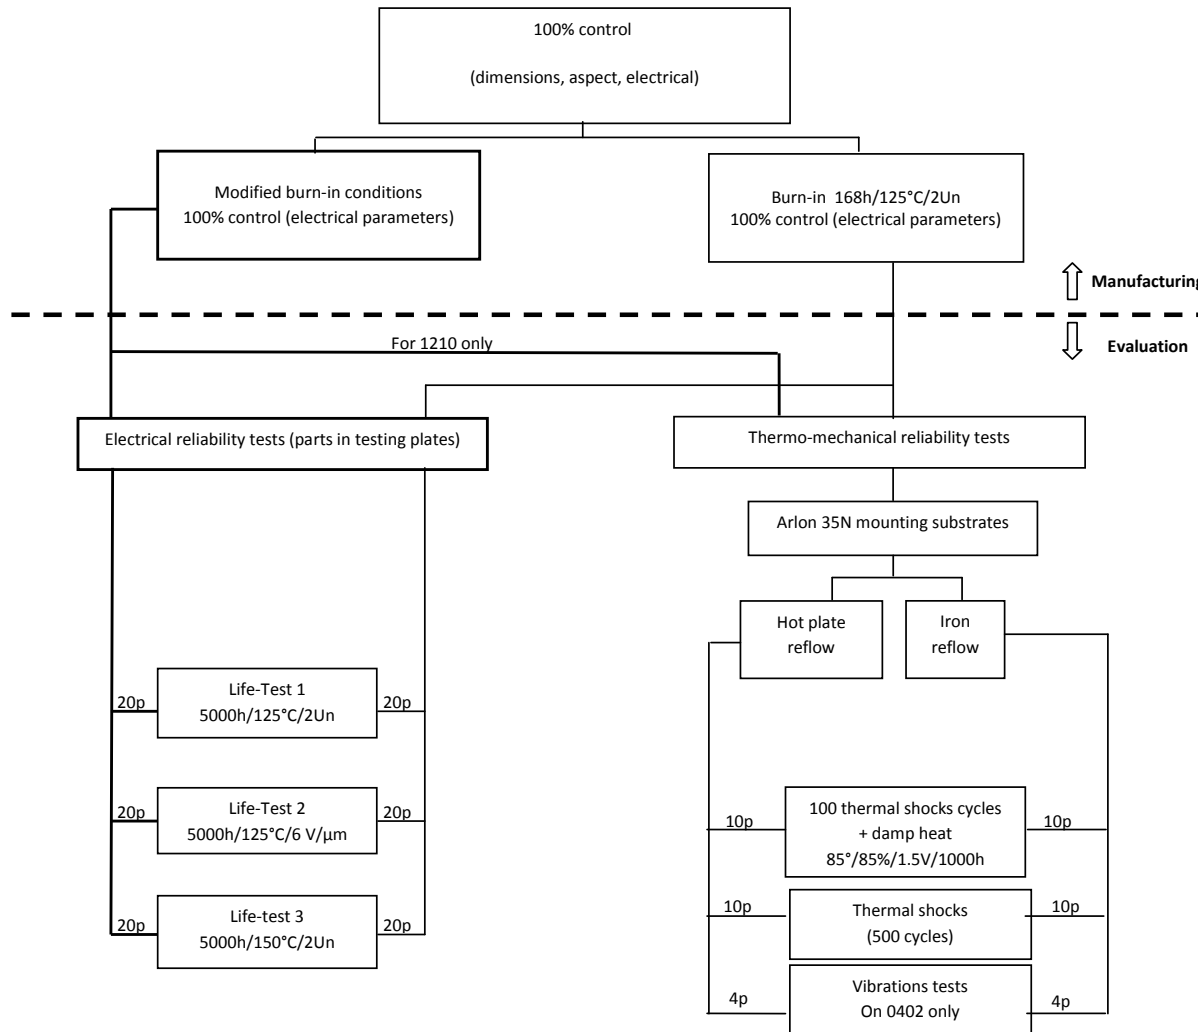 100% control
(dimensions, aspect, electrical)
Modified burn-in conditions
100% control (electrical parameters)
Burn-in 168h/125°C/2Un
100% control (electrical parameters)
Manufacturing
For 1210 only
Evaluation
Electrical reliability tests (parts in testing plates)
Thermo-mechanical reliability tests
Arlon 35N mounting substrates
Hot plate
reflow
Iron
reflow
20p
Life-Test 1
5000h/125°C/2Un
20p
20p
Life-Test 2
5000h/125°C/6 V/µm
20p
20p
Life-test 3
5000h/150°C/2Un
20p
10p
100 thermal shocks cycles
+ damp heat
85°/85%/1.5V/1000h
10p
10p
Thermal shocks
(500 cycles)
10p
4p
Vibrations tests
On 0402 only
4p